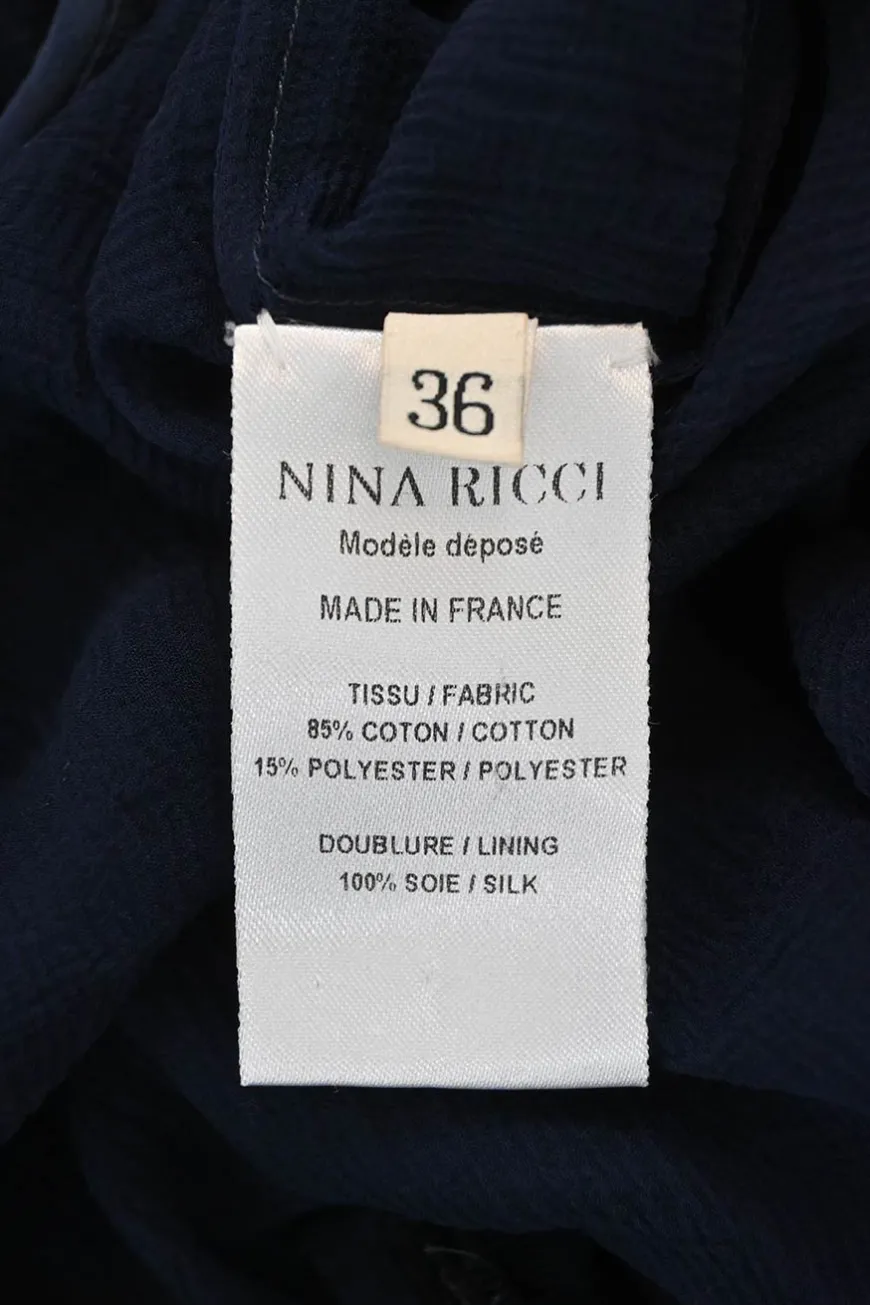 36
NINA RICCI
Modèle déposé
MADE IN FRANCE
TISSU / FABRIC
85% COTON / COTTON
15% POLYESTER / POLYESTER
DOUBLURE / LINING
100% SOIE / SILK